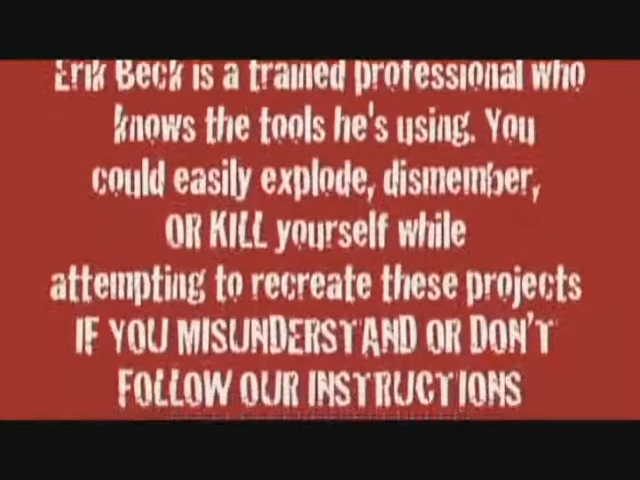 Erik Beck is a trained professional who
knows the tools he's using. You
could easily explode, dismember,
OR KILL yourself while
attempting to recreate these projects
IF YOU MISUNDERSTAND OR DON'T
FOLLOW OUR INSTRUCTIONS